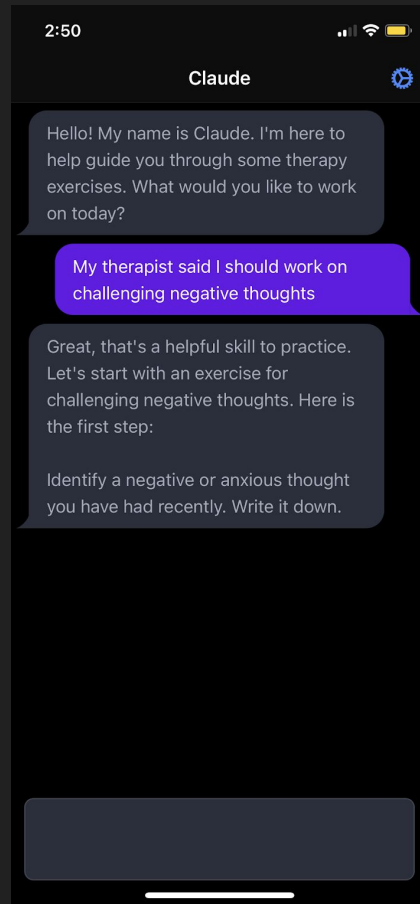 2:50
Claude
Hello! My name is Claude. I'm here to
help guide you through some therapy
exercises. What would you like to work
on today?
My therapist said I should work on
challenging negative thoughts
Great, that's a helpful skill to practice.
Let's start with an exercise for
challenging negative thoughts. Here is
the first step:
Identify a negative or anxious thought
you have had recently. Write it down.